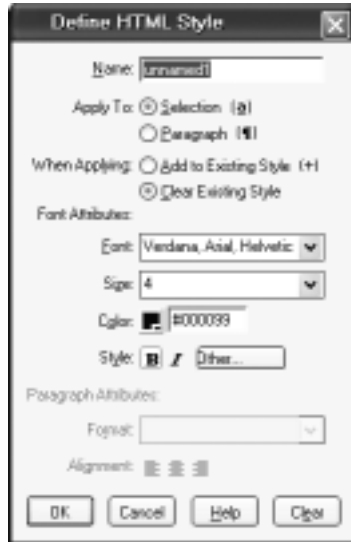 Define HTML Style
Name: unnamed1
Apply To: Selection (a)
Paragraph (¶)
When Applying: Add to Existing Style (+)
Clear Existing Style
Font Attributes:
Font: Verdana, Arial, Helvetic
Size: 4
Color: #000099
Style: B I Other...
Paragraph Attributes:
Format:
Alignment:
OK Cancel Help Clear